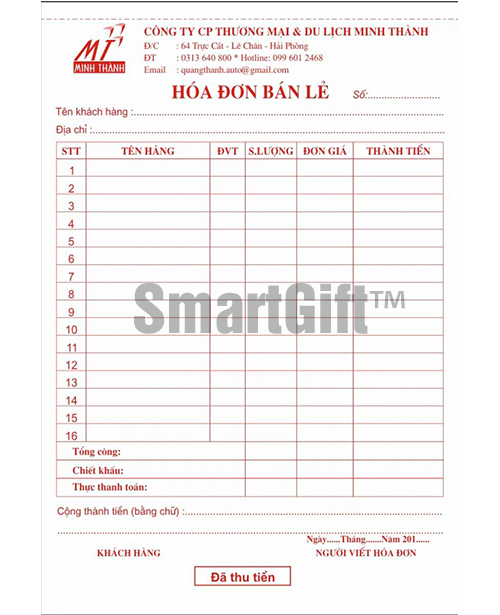 CÔNG TY CP THƯƠNG MẠI & DU LỊCH MINH THÀNH
MT
MINH THANH
Đ/C : 64 Trực Cát - Lê Chân - Hải Phòng
ĐT : 0313 640 800 * Hotline: 099 601 2468
Email : quangthanh.auto@gmail.com
HÓA ĐƠN BÁN LẺ Số:..........................
Tên khách hàng :...............................................................................................
Địa chỉ :..............................................................................................................
STT TÊN HÀNG ĐVT S.LƯỢNG ĐƠN GIÁ THÀNH TIỀN
1
2
3
4
5
6
7
8
9
10
11
12
13
14
15
16
SmartGift™
Tổng công:
Chiết khấu:
Thực thanh toán:
Cộng thành tiền (bằng chữ) :...............................................................................
Ngày......Tháng.......Năm 201......
KHÁCH HÀNG NGƯỜI VIẾT HÓA ĐƠN
Đã thu tiền